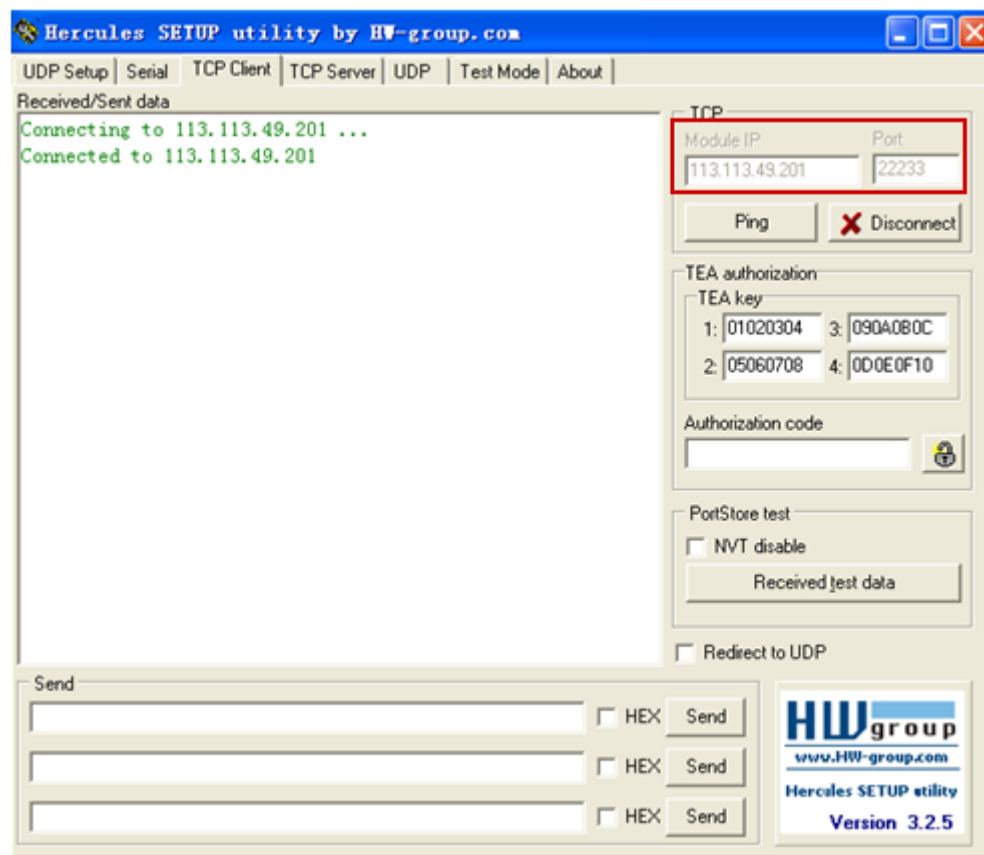 Hercules SETUP utility by HW-group.com
UDP Setup Serial TCP Client TCP Server UDP Test Mode About
Received/Sent data
Connecting to 113.113.49.201 ...
Connected to 113.113.49.201
TCP
Module IP Port
113.113.49.201 22233
Ping Disconnect
TEA authorization
TEA key
1: 01020304 3: 090A0B0C
2: 05060708 4: 0D0E0F10
Authorization code
PortStore test
NVT disable
Received test data
Redirect to UDP
Send
HEX Send
HEX Send
HEX Send
HW group
www.HW-group.com
Hercules SETUP utility
Version 3.2.5